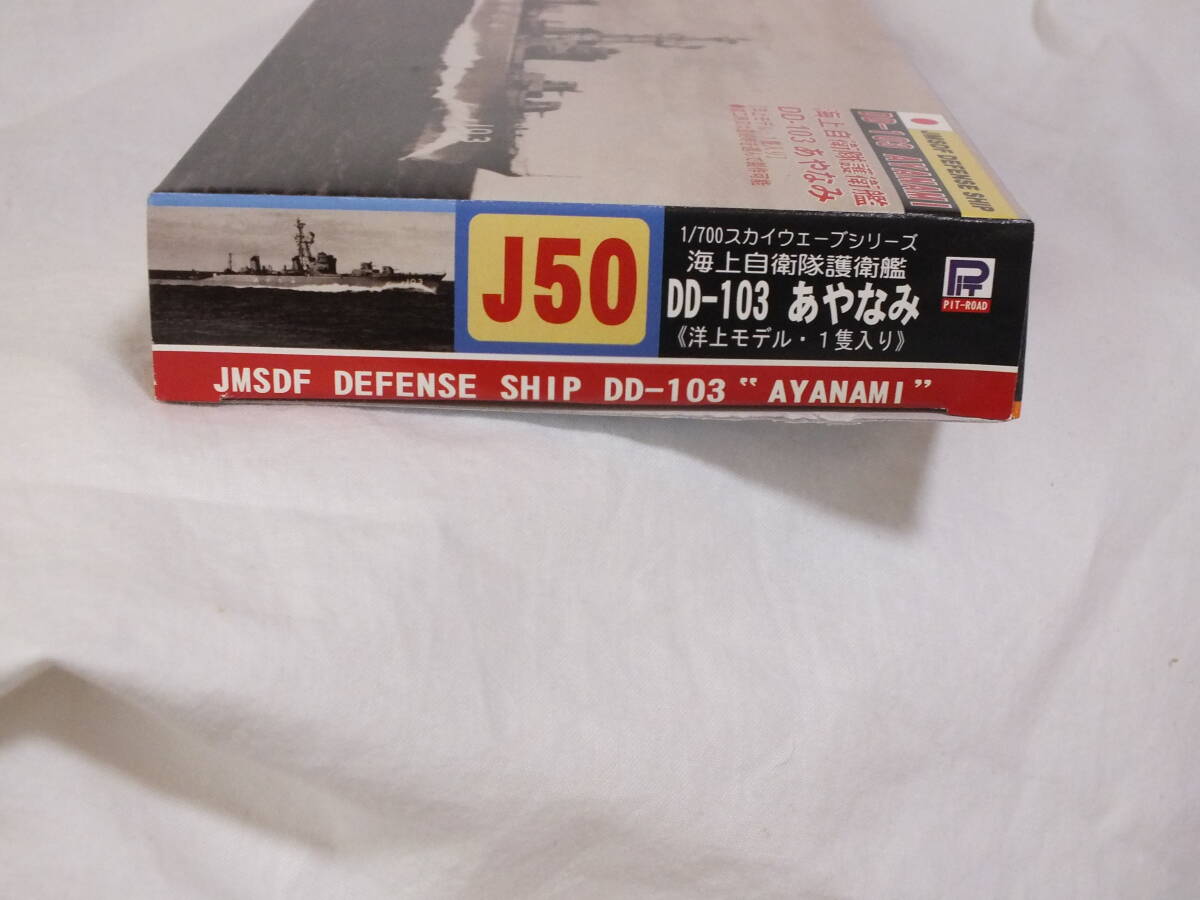 JMSDF DEFENSE SHIP
DD-103 AYANAMI
海上自衛隊護衛艦
DD-103 あやなみ
103
103
J50
1/700スカイウェーブシリーズ
海上自衛隊護衛艦
DD-103 あやなみ
《洋上モデル・1隻入り》
PIT
PIT-ROAD
JMSDF DEFENSE SHIP DD-103 “AYANAMI”